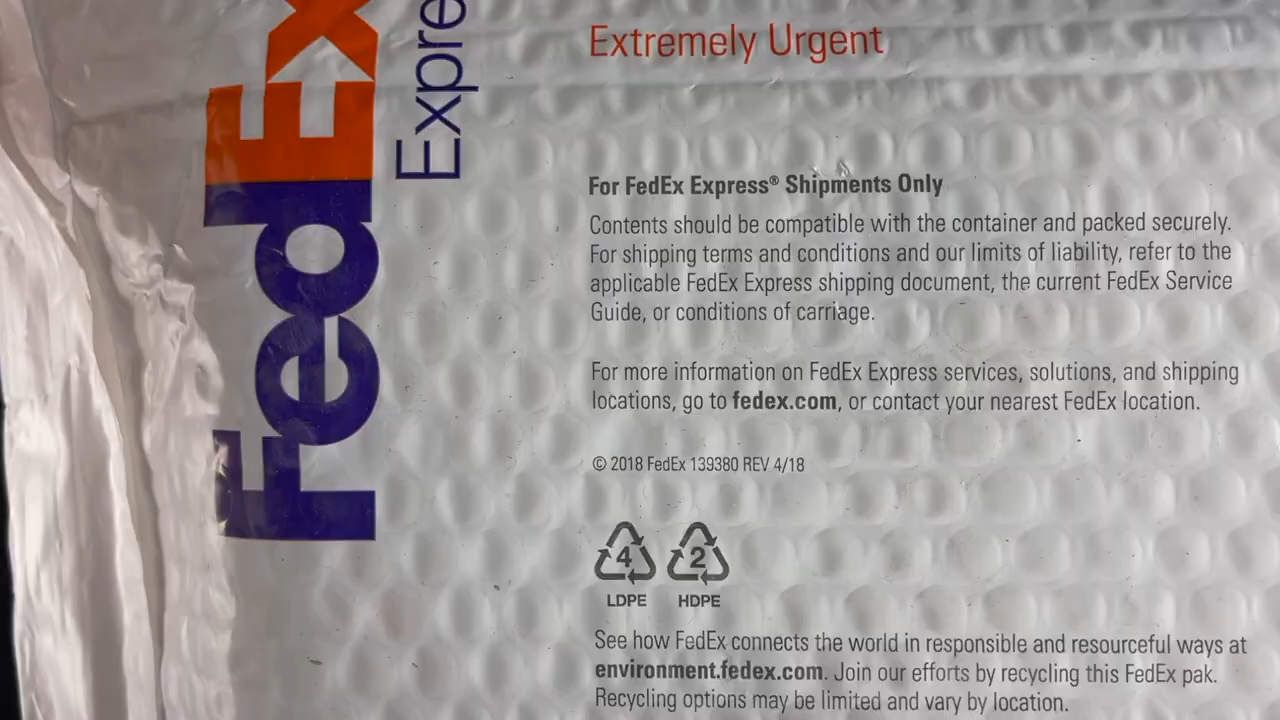 FedEx
Expre
Extremely Urgent
For FedEx Express® Shipments Only
Contents should be compatible with the container and packed securely.
For shipping terms and conditions and our limits of liability, refer to the
applicable FedEx Express shipping document, the current FedEx Service
Guide, or conditions of carriage.
For more information on FedEx Express services, solutions, and shipping
locations, go to fedex.com, or contact your nearest FedEx location.
© 2018 FedEx 139380 REV 4/18
4 2
LDPE HDPE
See how FedEx connects the world in responsible and resourceful ways at
environment.fedex.com. Join our efforts by recycling this FedEx pak.
Recycling options may be limited and vary by location.